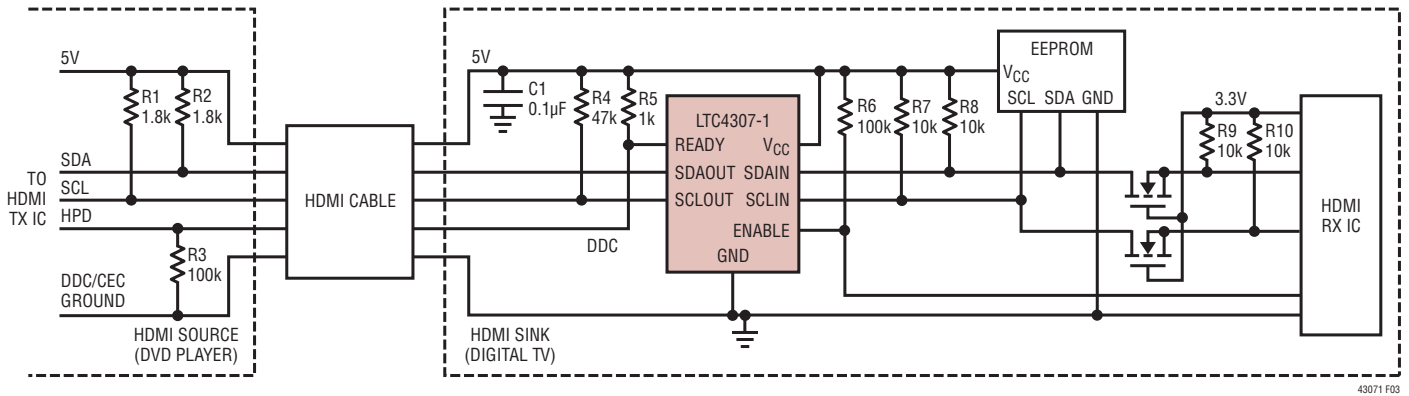 5V
R1
1.8k
R2
1.8k
TO
HDMI
TX IC
SDA
SCL
HPD
R3
100k
DDC/CEC
GROUND
HDMI SOURCE
(DVD PLAYER)
HDMI CABLE
5V
C1
0.1µF
R4
47k
R5
1k
DDC
HDMI SINK
(DIGITAL TV)
LTC4307-1
READY VCC
SDAOUT SDAIN
SCLOUT SCLIN
ENABLE
GND
R6
100k
R7
10k
R8
10k
EEPROM
VCC
SCL SDA GND
3.3V
R9
10k
R10
10k
HDMI
RX IC
43071 F03